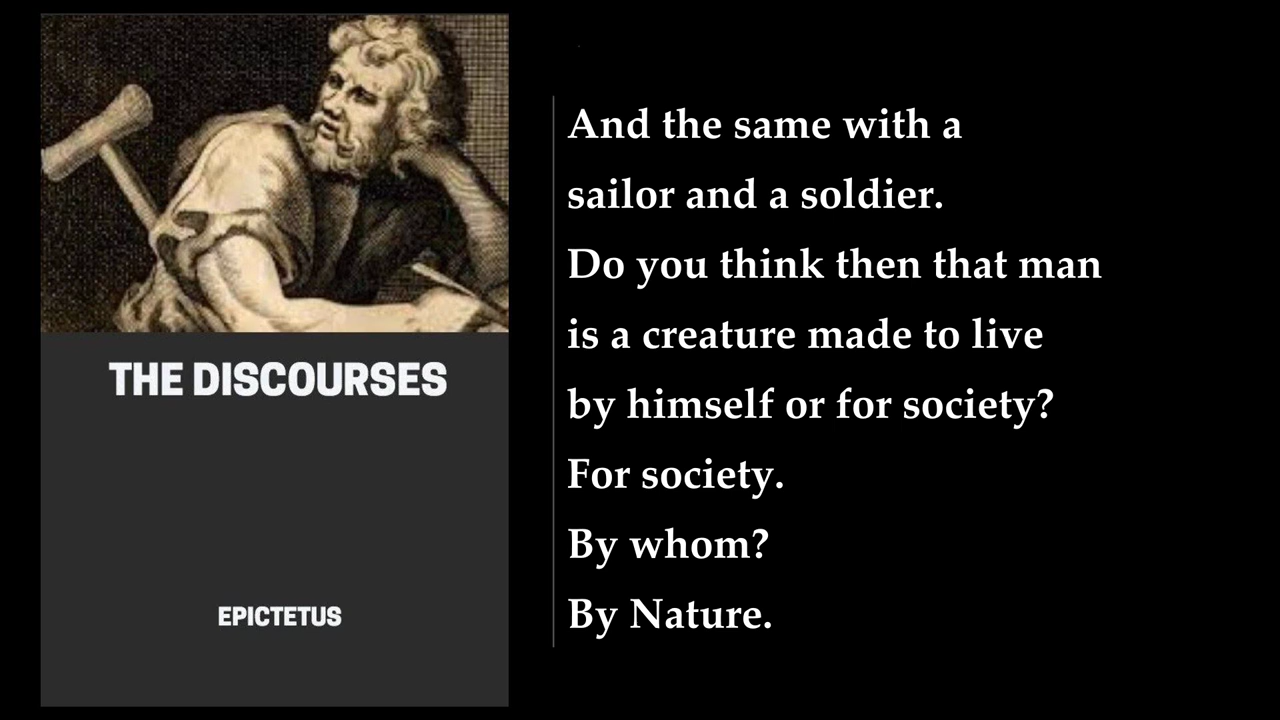 THE DISCOURSES
EPICTETUS
And the same with a
sailor and a soldier.
Do you think then that man
is a creature made to live
by himself or for society?
For society.
By whom?
By Nature.